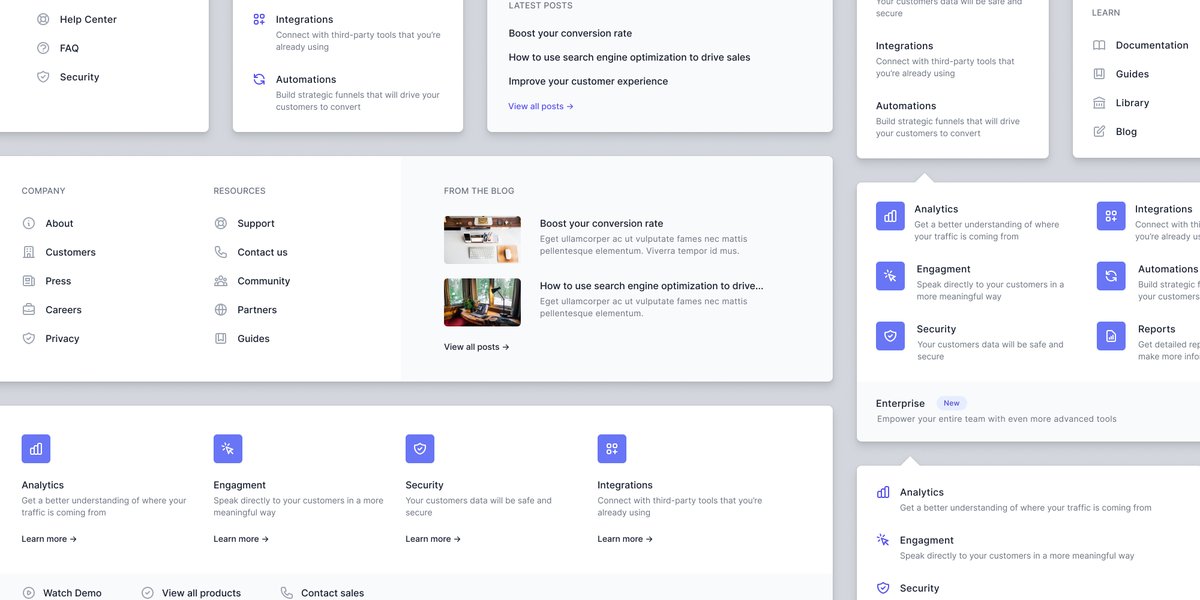 Help Center
FAQ
Security
Integrations
Connect with third-party tools that you're
already using
Automations
Build strategic funnels that will drive your
customers to convert
LATEST POSTS
Boost your conversion rate
How to use search engine optimization to drive sales
Improve your customer experience
View all posts →
Your customers data will be safe and
secure
Integrations
Connect with third-party tools that
you're already using
Automations
Build strategic funnels that will drive
your customers to convert
LEARN
Documentation
Guides
Library
Blog
COMPANY
About
Customers
Press
Careers
Privacy
RESOURCES
Support
Contact us
Community
Partners
Guides
FROM THE BLOG
Boost your conversion rate
Eget ullamcorper ac ut vulputate fames nec mattis
pellentesque elementum. Viverra tempor id mus.
How to use search engine optimization to drive...
Eget ullamcorper ac ut vulputate fames nec mattis
pellentesque elementum.
View all posts →
Analytics
Get a better understanding of where
your traffic is coming from
Engagment
Speak directly to your customers in a
more meaningful way
Security
Your customers data will be safe and
secure
Integrations
Connect with
you're already
Automations
Build strategic
your customers
Reports
Get detailed
make more
Enterprise New
Empower your entire team with even more advanced tools
Analytics
Get a better understanding of where your
traffic is coming from
Learn more →
Engagment
Speak directly to your customers in a more
meaningful way
Learn more →
Security
Your customers data will be safe and
secure
Learn more →
Integrations
Connect with third-party tools that you're
already using
Learn more →
Watch Demo
View all products
Contact sales
Analytics
Get a better understanding of where your traffic is coming from
Engagment
Speak directly to your customers in a more meaningful way
Security